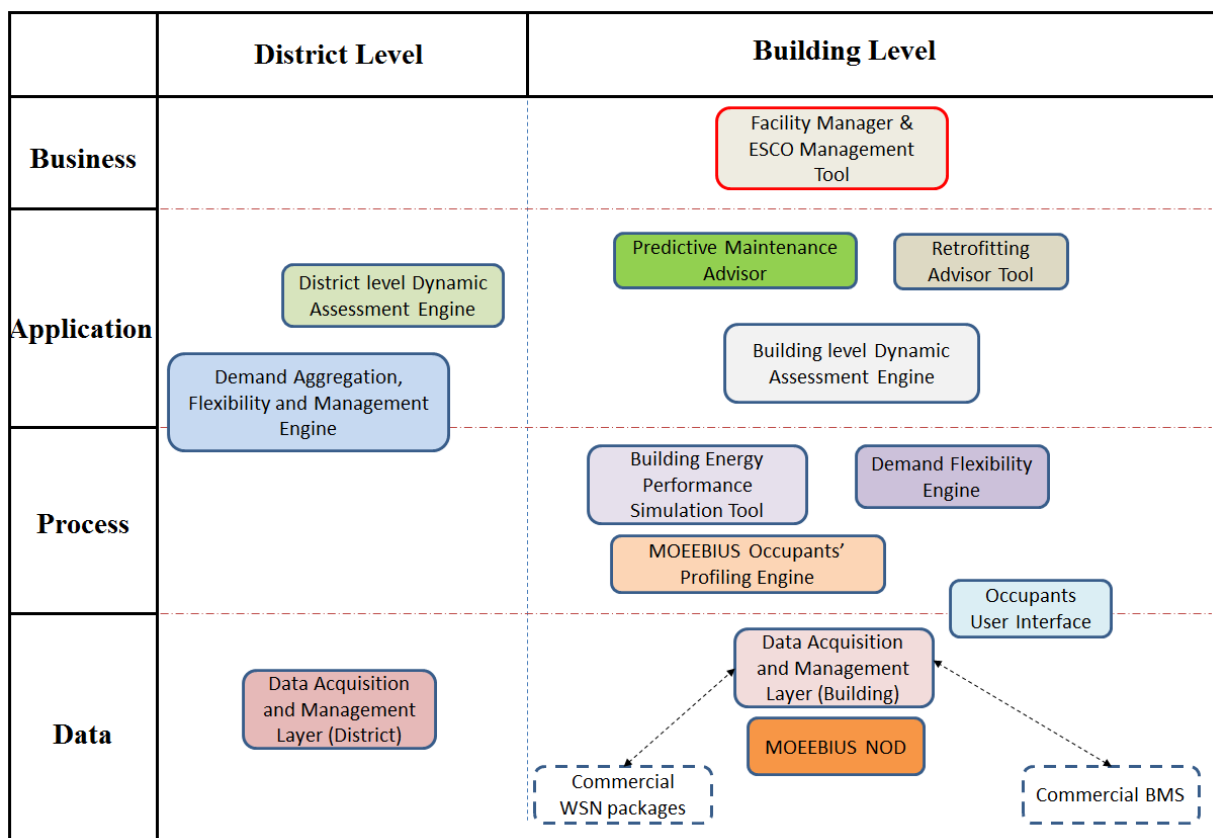 District Level
Building Level
Business
Facility Manager &
ESCO Management
Tool
Application
District level Dynamic
Assessment Engine
Demand Aggregation,
Flexibility and Management
Engine
Predictive Maintenance
Advisor
Retrofitting
Advisor Tool
Building level Dynamic
Assessment Engine
Process
Building Energy
Performance
Simulation Tool
Demand Flexibility
Engine
MOEEBIUS Occupants’
Profiling Engine
Occupants
User Interface
Data
Data Acquisition
and Management
Layer (District)
Data Acquisition
and Management
Layer (Building)
MOEEBIUS NOD
Commercial
WSN packages
Commercial BMS